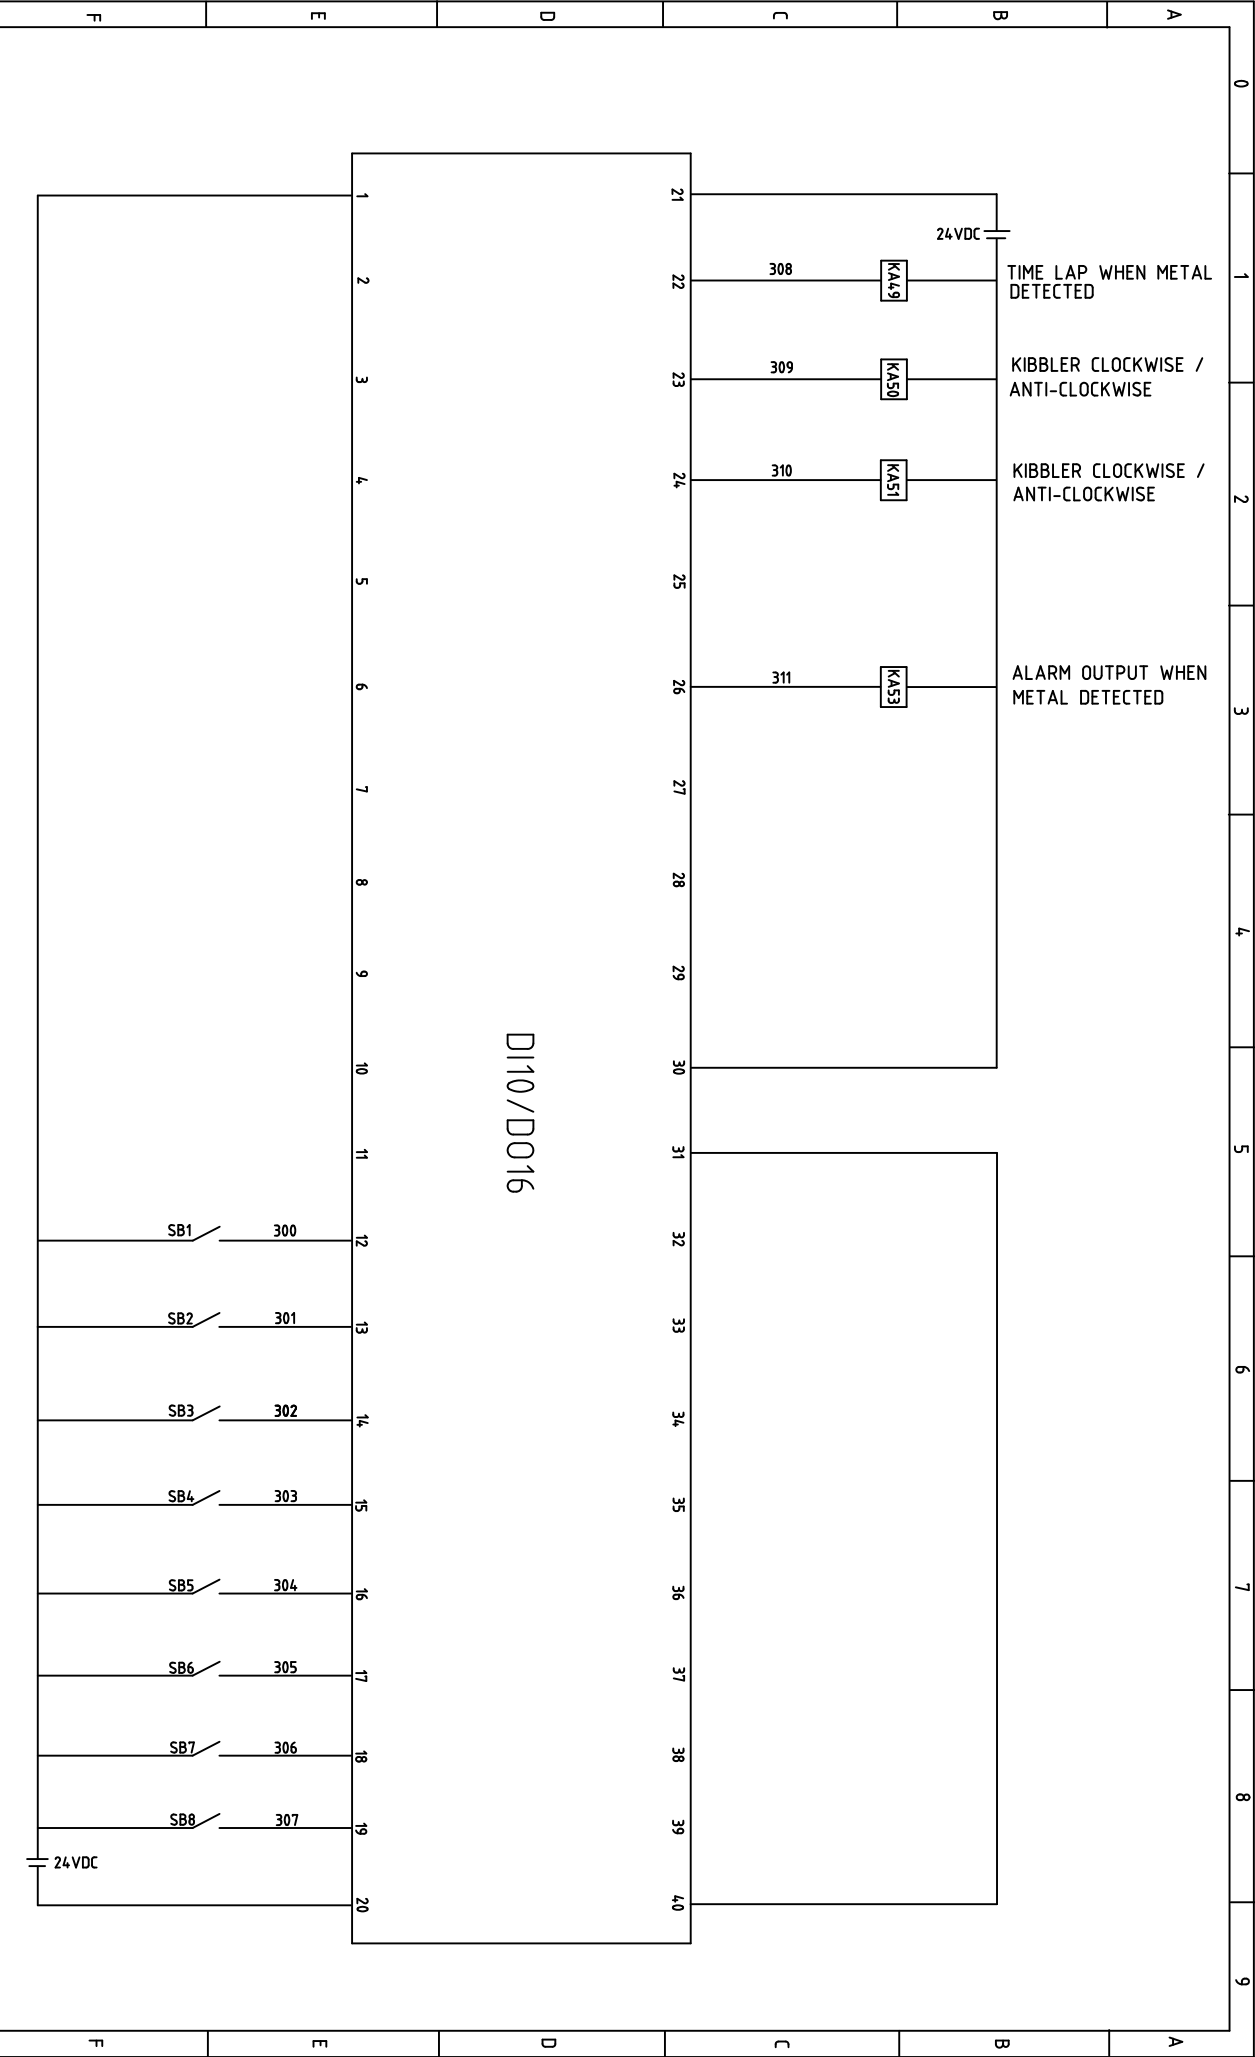 F E D C B A
0
1 21
24VDC
2 22 308 KA49 TIME LAP WHEN METAL
DETECTED
1
3 23 309 KA50 KIBBLER CLOCKWISE /
ANTI-CLOCKWISE
4 24 310 KA51 KIBBLER CLOCKWISE /
ANTI-CLOCKWISE
2
5 25
6 26 311 KA53 ALARM OUTPUT WHEN
METAL DETECTED
3
7 27
8 28
4
9 29
10 30
DI10/DO16
11 31
5
SB1 300 12 32
SB2 301 13 33
6
SB3 302 14 34
SB4 303 15 35
SB5 304 16 36
7
SB6 305 17 37
SB7 306 18 38
8
SB8 307 19 39
24VDC
20 40
9
F E D C B A